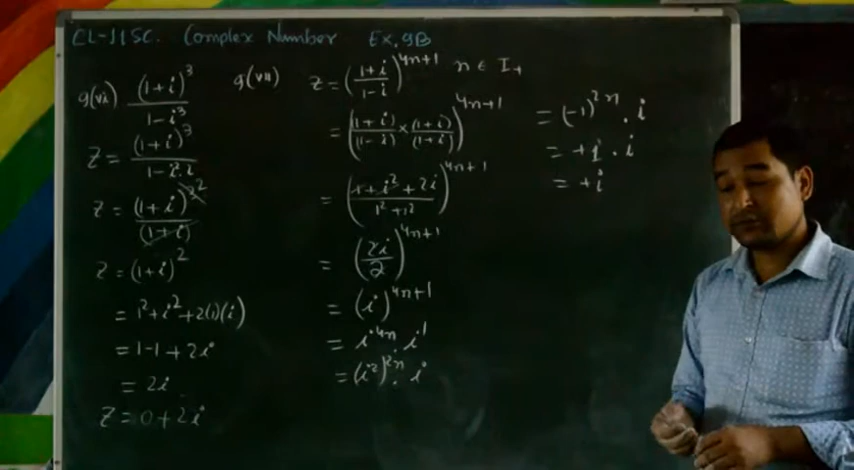 CL-11SC. Complex Number Ex. 9B
9(vi) (1+i)^3 / 1-i^3
z = (1+i)^3 / 1-i^2.i
z = (1+i)^3^2 / (1+i)
z = (1+i)^2
= 1^2+i^2+2(1)(i)
= 1-1+2i
= 2i
z = 0+2i
9(vii) z = (1+i / 1-i)^4n+1 n ∈ I+
= ((1+i) / (1-i) × (1+i) / (1+i))^4n+1
= (1+i^2+2i / 1^2+1^2)^4n+1
= (2i / 2)^4n+1
= (i)^4n+1
= i^4n . i^1
= (i^2)^2n . i
= (-1)^2n . i
= +1 . i
= +i